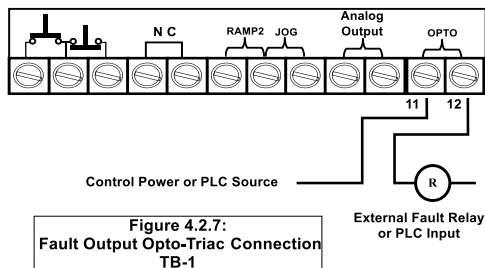 Analog
Output
N C
RAMP2 JOG
OPTO
11 12
Control Power or PLC Source
R
External Fault Relay
or PLC Input
Figure 4.2.7:
Fault Output Opto-Triac Connection
TB-1